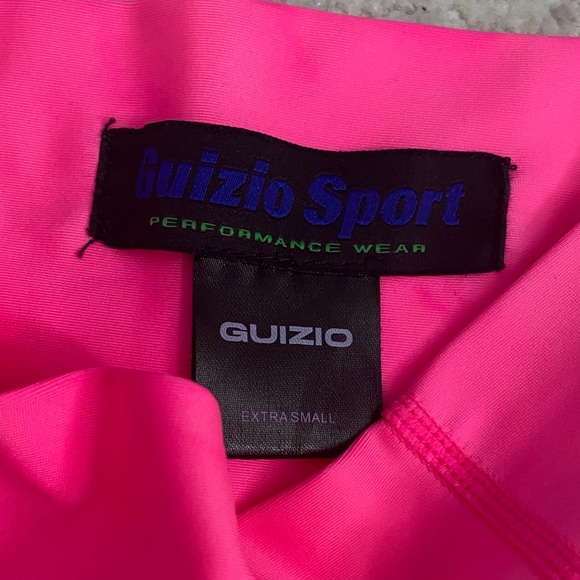 Guizio Sport
PERFORMANCE WEAR
GUIZIO
EXTRA SMALL